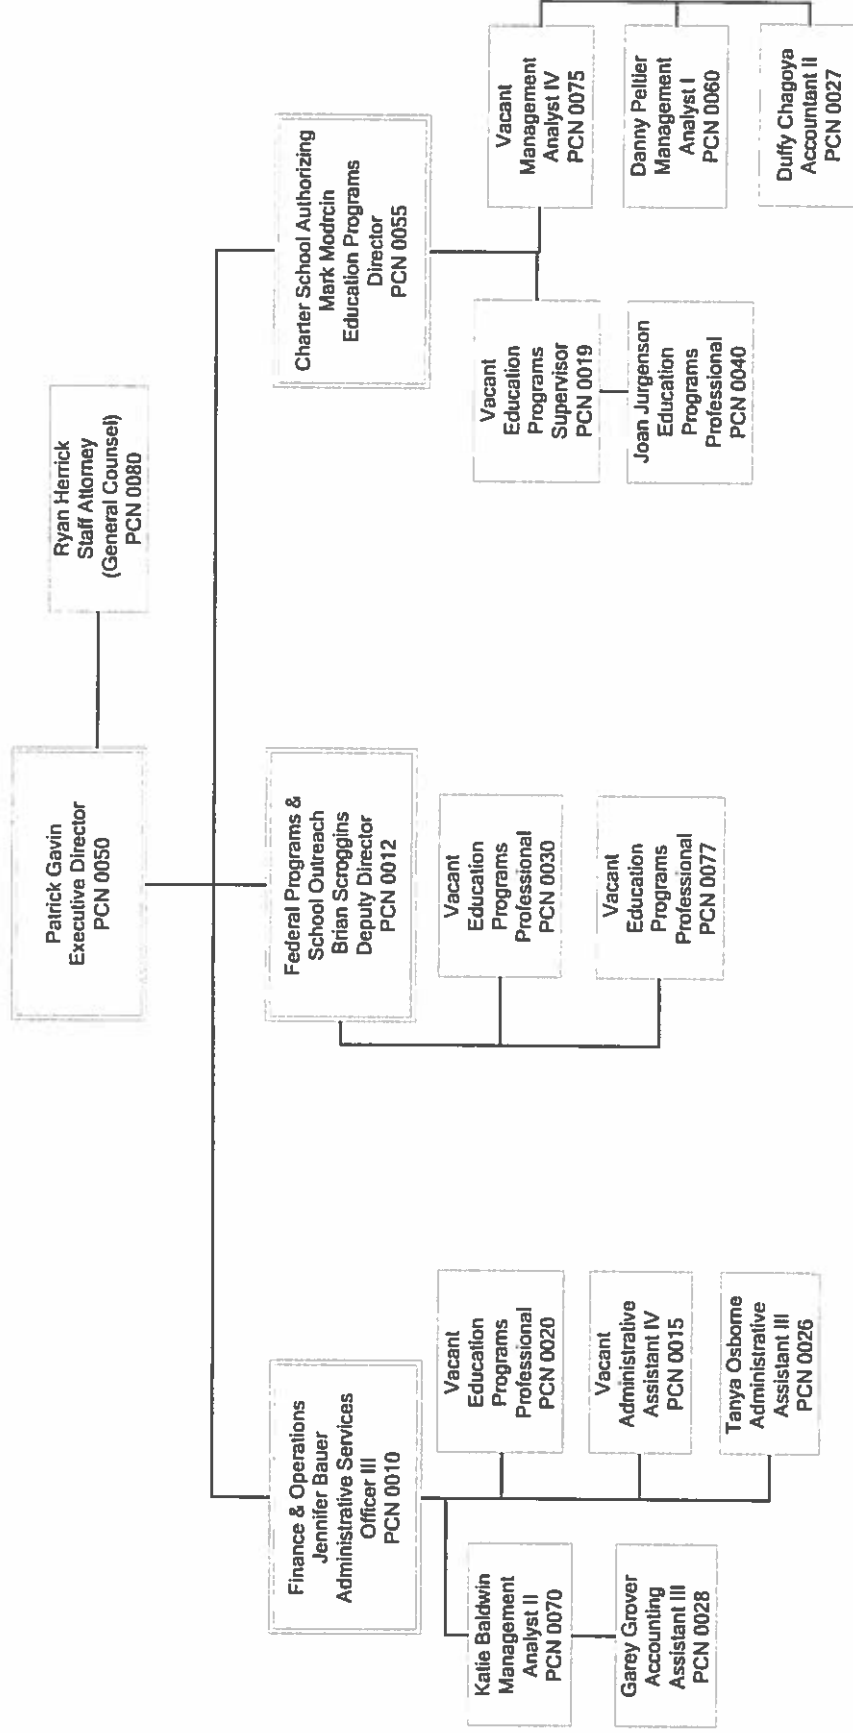 Patrick Gavin
Executive Director
PCN 0050
Ryan Herrick
Staff Attorney
(General Counsel)
PCN 0080
Finance & Operations
Jennifer Bauer
Administrative Services
Officer III
PCN 0010
Federal Programs &
School Outreach
Brian Scroggins
Deputy Director
PCN 0012
Charter School Authorizing
Mark Modrcin
Education Programs
Director
PCN 0055
Katie Baldwin
Management
Analyst II
PCN 0070
Garey Grover
Accounting
Assistant III
PCN 0028
Vacant
Education
Programs
Professional
PCN 0020
Vacant
Administrative
Assistant IV
PCN 0015
Tanya Osborne
Administrative
Assistant III
PCN 0026
Vacant
Education
Programs
Professional
PCN 0030
Vacant
Education
Programs
Professional
PCN 0077
Vacant
Education
Programs
Supervisor
PCN 0019
Joan Jurgenson
Education
Programs
Professional
PCN 0040
Vacant
Management
Analyst IV
PCN 0075
Danny Peltier
Management
Analyst I
PCN 0060
Duffy Chagoya
Accountant II
PCN 0027